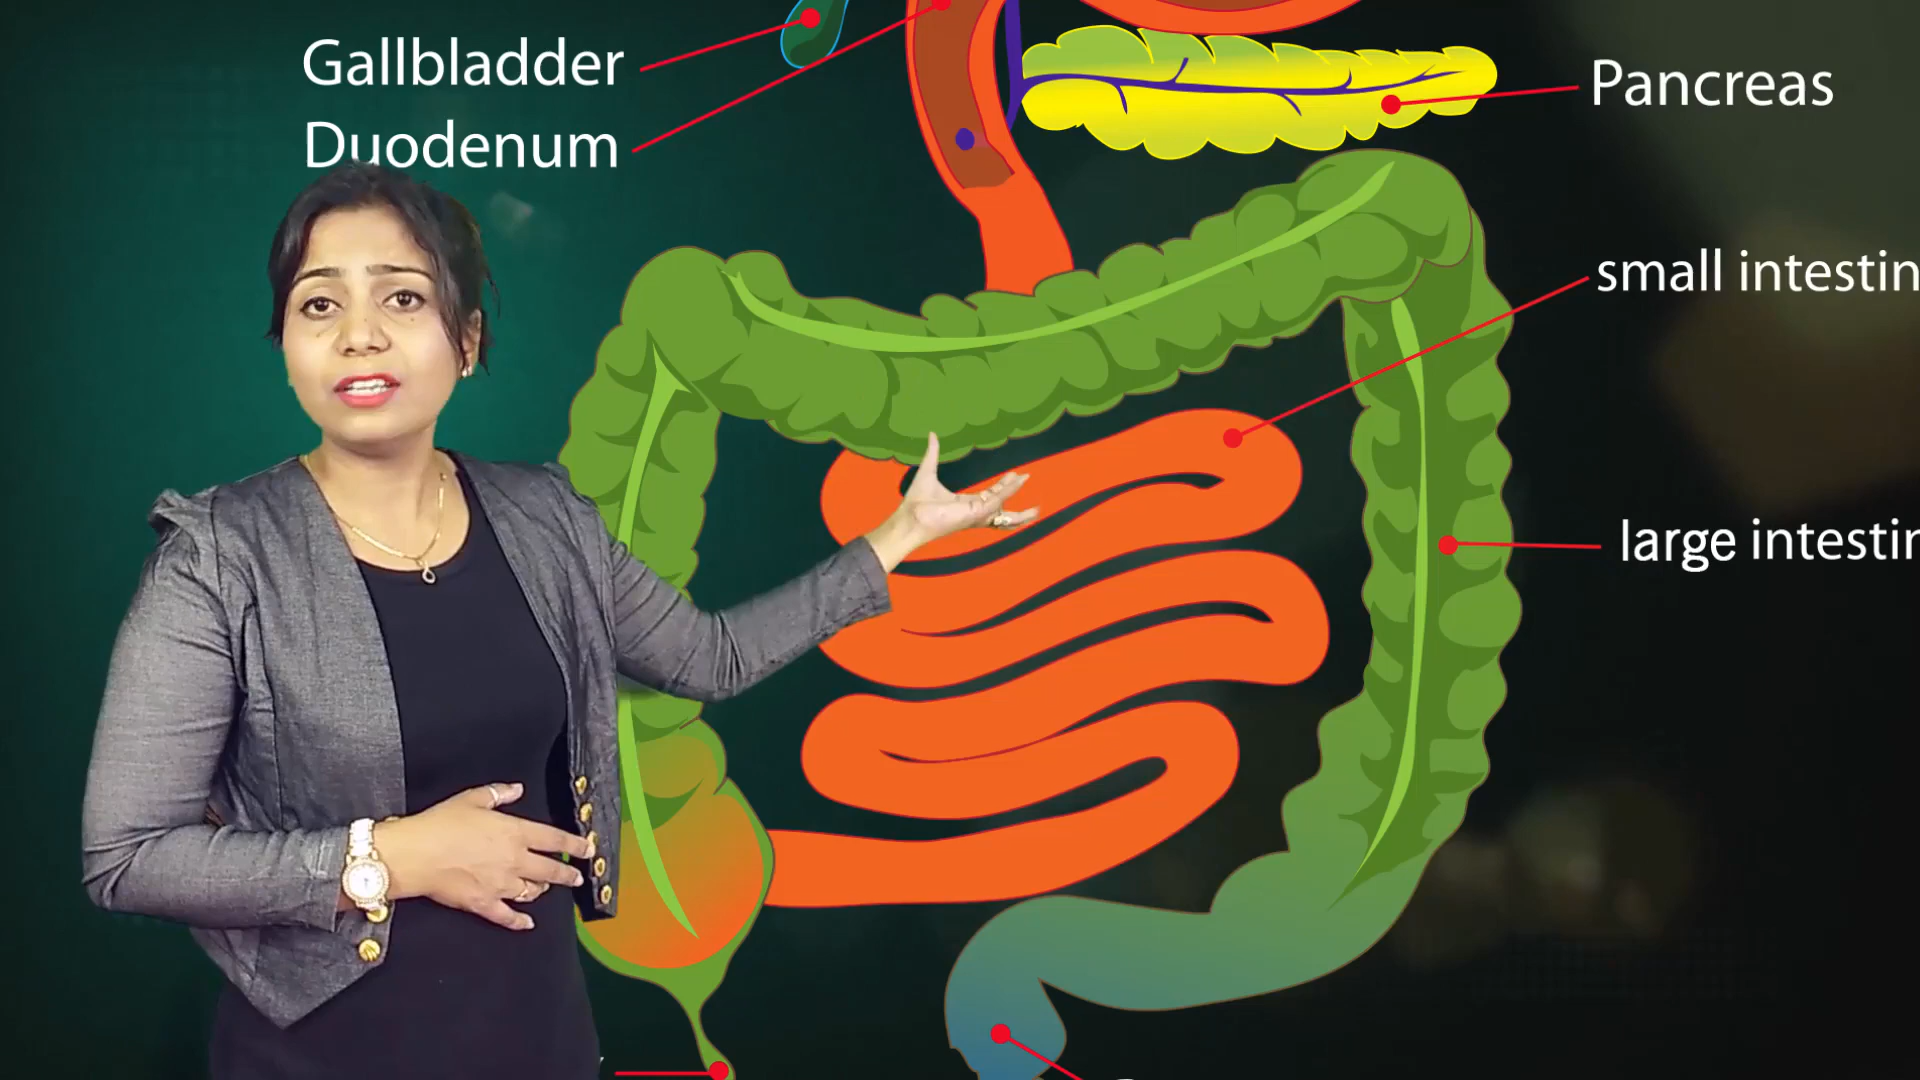 Gallbladder
Duodenum
Pancreas
small intestin
large intestin